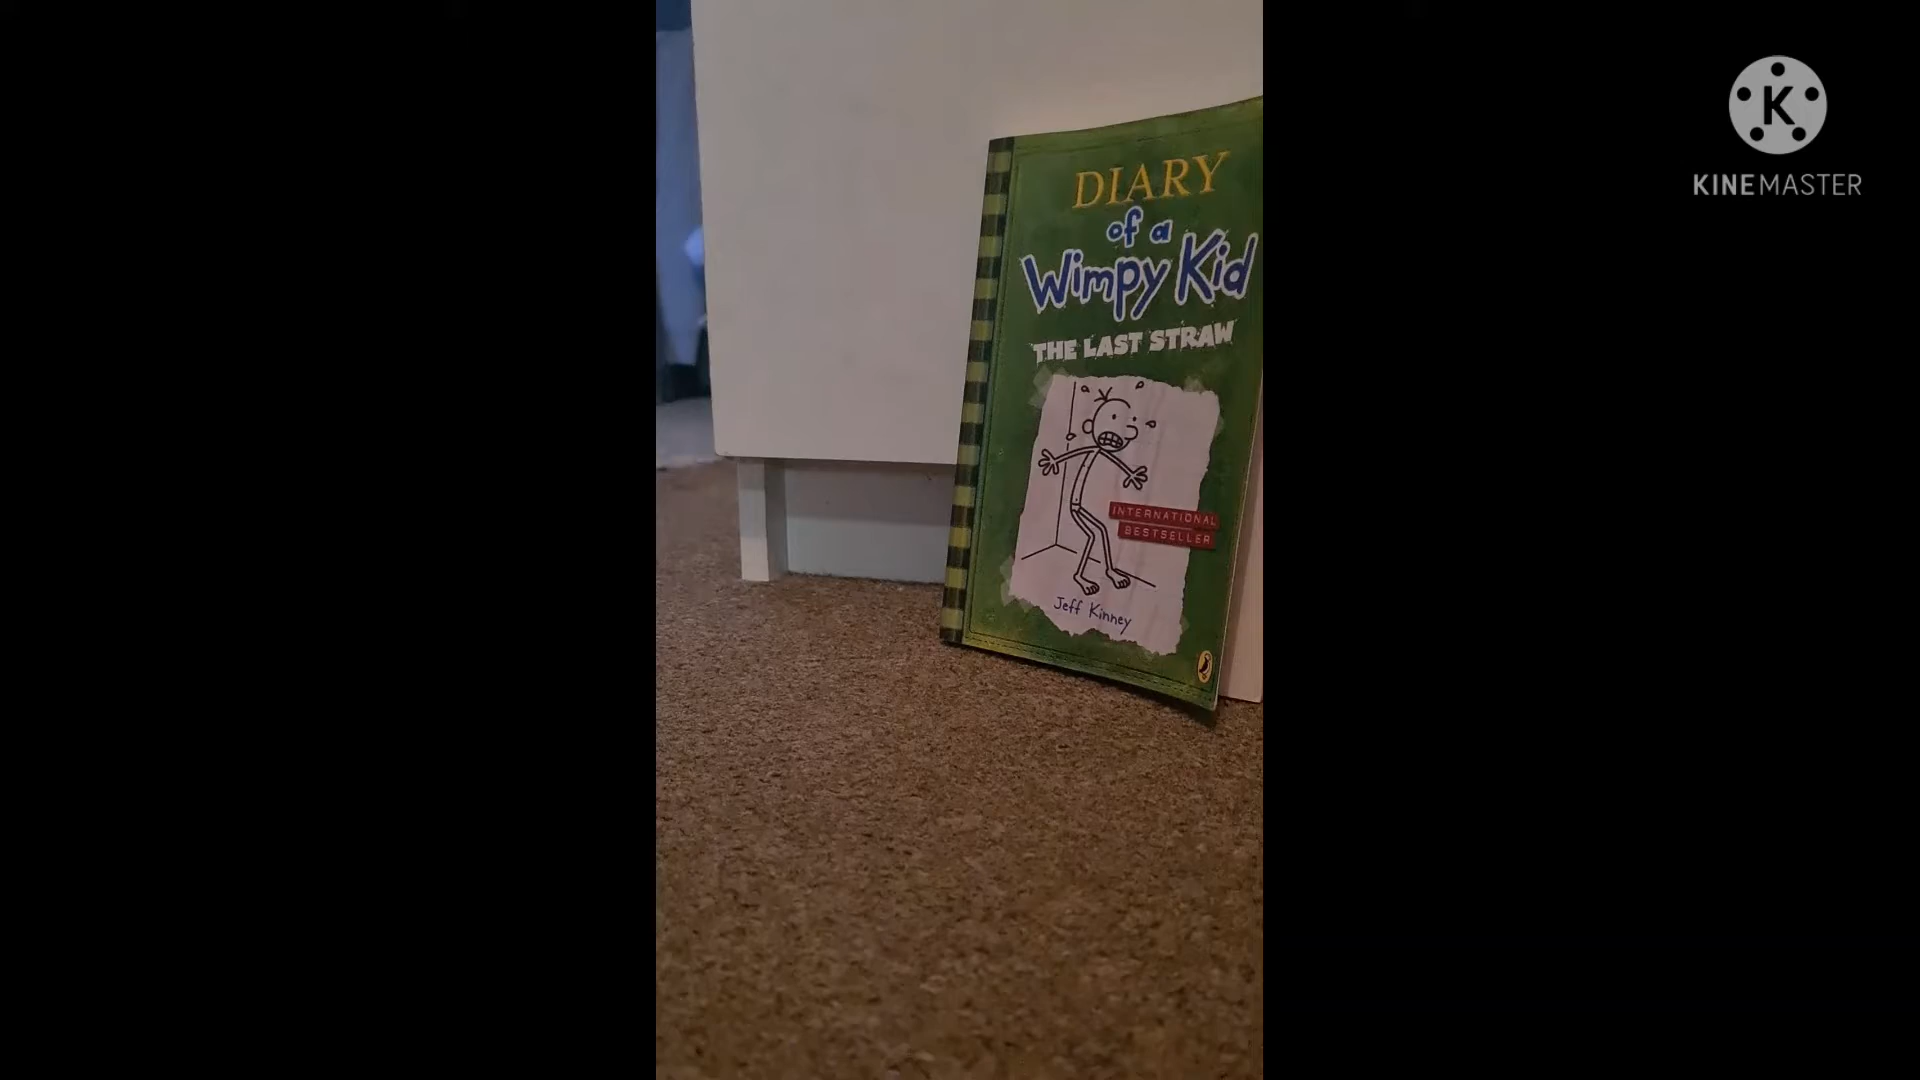 DIARY
of a
Wimpy Kid
THE LAST STRAW
INTERNATIONAL
BESTSELLER
Jeff Kinney
K
KINEMASTER